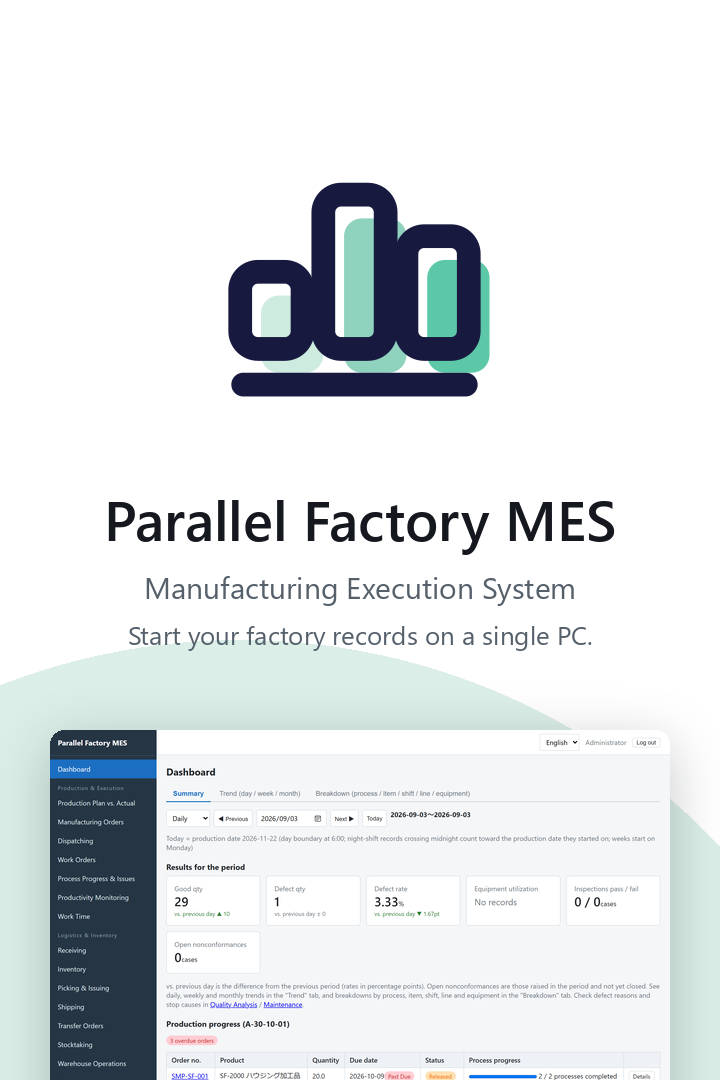 Parallel Factory MES
Manufacturing Execution System
Start your factory records on a single PC.
Parallel Factory MES
English
Administrator
Log out
Dashboard
Production & Execution
Production Plan vs. Actual
Manufacturing Orders
Dispatching
Work Orders
Process Progress & Issues
Productivity Monitoring
Work Time
Logistics & Inventory
Receiving
Inventory
Picking & Issuing
Shipping
Transfer Orders
Stocktaking
Warehouse Operations
Dashboard
Summary Trend (day / week / month) Breakdown (process / item / shift / line / equipment)
Daily ◀ Previous 2026/09/03 Next ▶ Today 2026-09-03〜2026-09-03
Today = production date 2026-11-22 (day boundary at 6:00; night-shift records crossing midnight count toward the production date they started on; weeks start on
Monday)
Results for the period
Good qty
29
vs. previous day ▲ 10
Defect qty
1
vs. previous day ± 0
Defect rate
3.33%
vs. previous day ▼ 1.67pt
Equipment utilization
No records
Inspections pass / fail
0 / 0cases
Open nonconformances
0cases
vs. previous day is the difference from the previous period (rates in percentage points). Open nonconformances are those raised in the period and not yet closed. See
daily, weekly and monthly trends in the "Trend" tab, and breakdowns by process, item, shift, line and equipment in the "Breakdown" tab. Check defect reasons and
stop causes in Quality Analysis / Maintenance.
Production progress (A-30-10-01)
3 overdue orders
Order no. Product Quantity Due date Status Process progress
SMP-SF-001 SF-2000 ハウジング加工品 20.0 2026-10-09 Past Due Released 2 / 2 processes completed Details